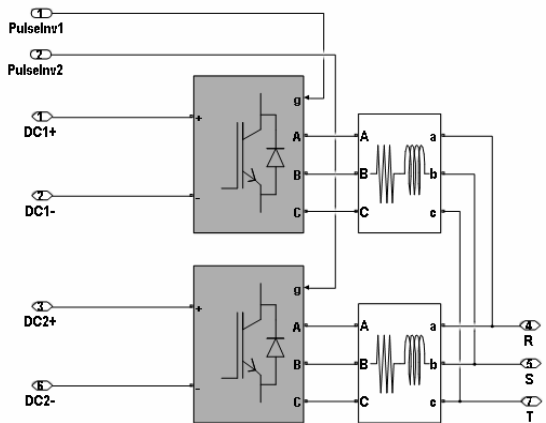 1
PulseInv1
2
PulseInv2
g
1
DC1+
+
A
A
a
B
B
b
2
DC1-
-
C
C
c
g
3
DC2+
+
A
A
a
4
R
B
B
b
5
S
6
DC2-
-
C
C
c
7
T